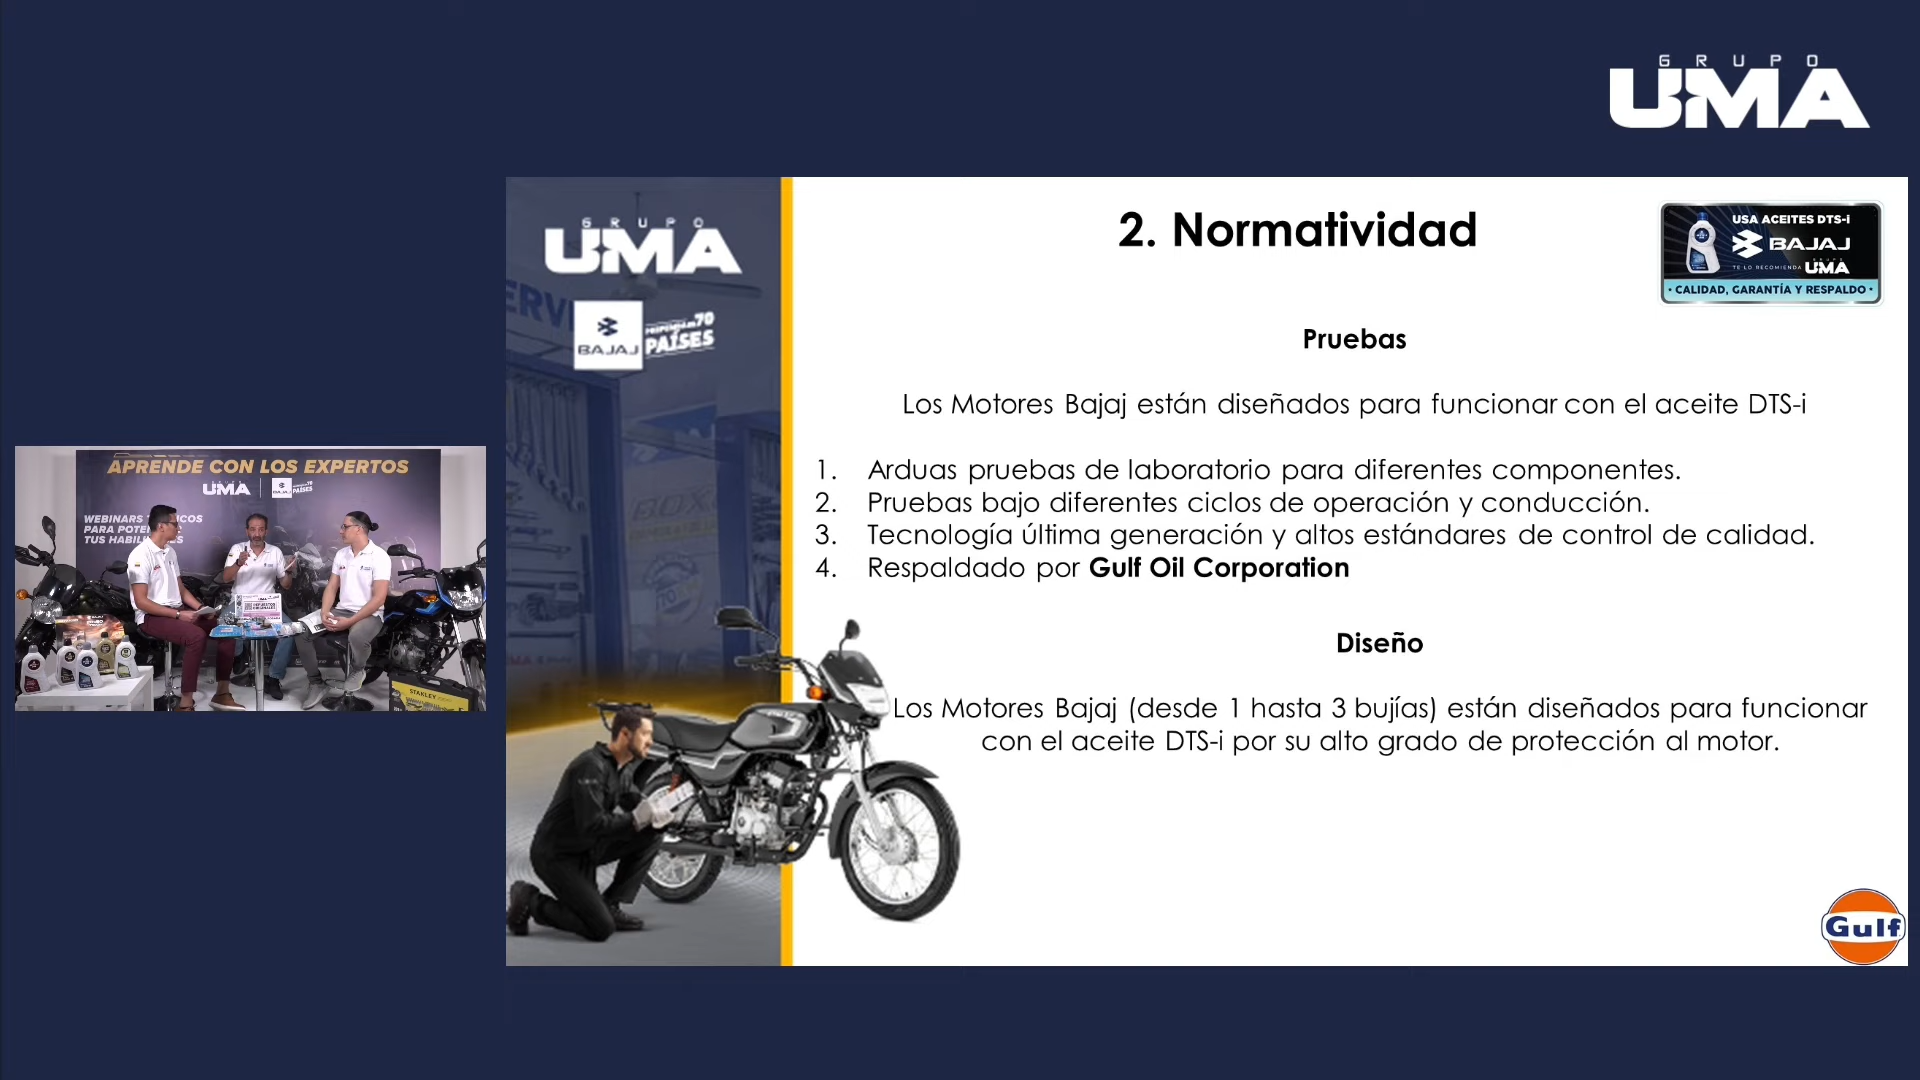 GRUPO
UMA
APRENDE CON LOS EXPERTOS
UMA
BAJAJ
PAÍSES
WEBINARS
PARA
TUS
STANLEY
GRUPO
UMA
BAJAJ
70
PAÍSES
2. Normatividad
USA ACEITES DTS-i
BAJAJ
TE LO RECOMIENDA UMA
• CALIDAD, GARANTÍA Y RESPALDO •
Pruebas
Los Motores Bajaj están diseñados para funcionar con el aceite DTS-i
1. Arduas pruebas de laboratorio para diferentes componentes.
2. Pruebas bajo diferentes ciclos de operación y conducción.
3. Tecnología última generación y altos estándares de control de calidad.
4. Respaldado por Gulf Oil Corporation
Diseño
Los Motores Bajaj (desde 1 hasta 3 bujías) están diseñados para funcionar
con el aceite DTS-i por su alto grado de protección al motor.
Gulf